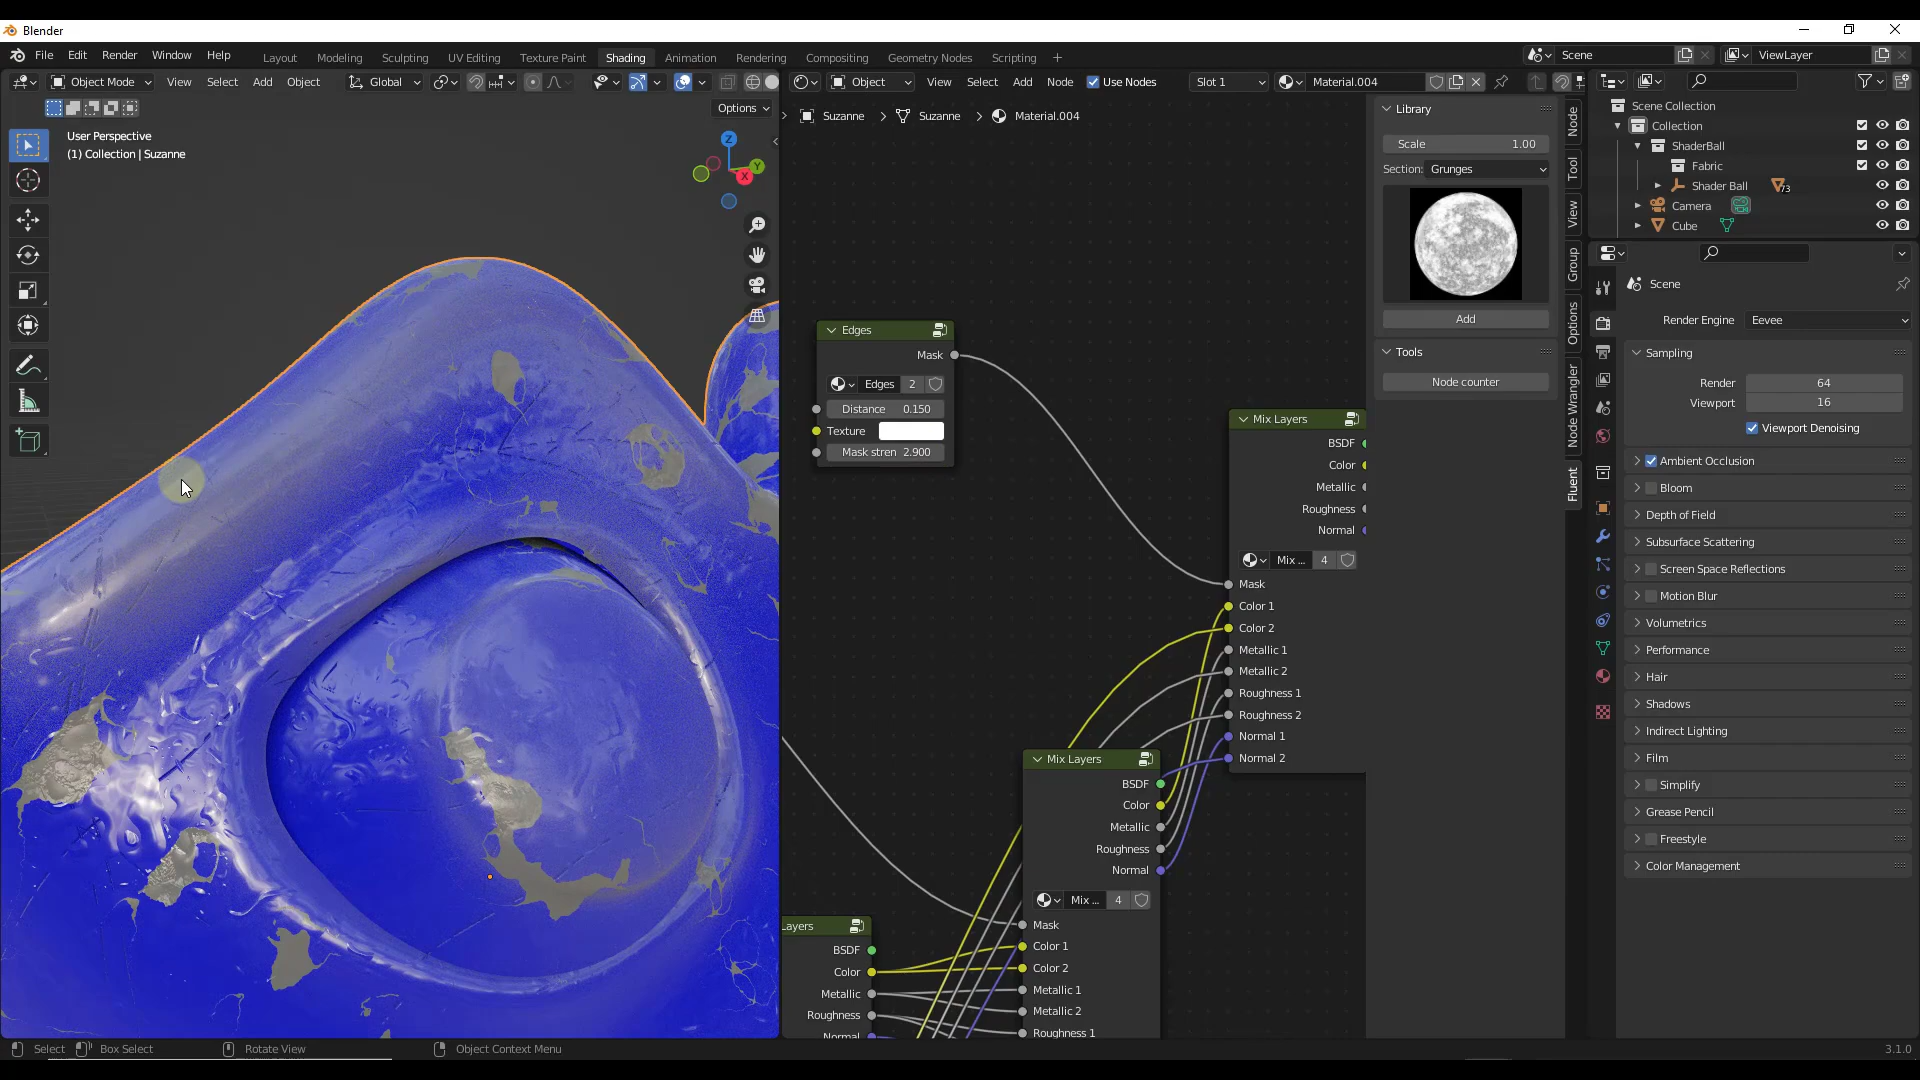 Blender
File Edit Render Window Help
Layout Modeling Sculpting UV Editing Texture Paint Shading Animation Rendering Compositing Geometry Nodes Scripting +
Scene
ViewLayer
Object Mode View Select Add Object Global
Object View Select Add Node Use Nodes Slot 1 Material.004
Options
User Perspective
(1) Collection | Suzanne
Z
Y
X
Suzanne > Suzanne > Material.004
Edges
Mask
Edges 2
Distance 0.150
Texture
Mask stren 2.900
Mix Layers
BSDF
Color
Metallic
Roughness
Normal
Mix ... 4
Mask
Color 1
Color 2
Metallic 1
Metallic 2
Roughness 1
Roughness 2
Normal 1
Normal 2
Mix Layers
BSDF
Color
Metallic
Roughness
Normal
Mix ... 4
Mask
Color 1
Color 2
Metallic 1
Metallic 2
Roughness 1
Layers
BSDF
Color
Metallic
Roughness
Normal
Library
Scale 1.00
Section: Grunges
Add
Tools
Node counter
Node
Tool
View
Group
Options
Node Wrangler
Fluent
Scene Collection
Collection
ShaderBall
Fabric
Shader Ball 73
Camera
Cube
Scene
Render Engine Eevee
Sampling
Render 64
Viewport 16
Viewport Denoising
Ambient Occlusion
Bloom
Depth of Field
Subsurface Scattering
Screen Space Reflections
Motion Blur
Volumetrics
Performance
Hair
Shadows
Indirect Lighting
Film
Simplify
Grease Pencil
Freestyle
Color Management
Select Box Select Rotate View Object Context Menu
3.1.0